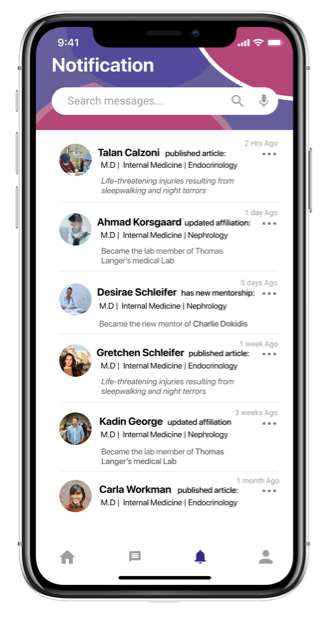 9:41
Notification
Search messages...
2 Hrs Ago
Talan Calzoni published article:
M.D | Internal Medicine | Endocrinology
Life-threatening injuries resulting from
sleepwalking and night terrors
1 day Ago
Ahmad Korsgaard updated affiliation:
M.D | Internal Medicine | Nephrology
Became the lab member of Thomas
Langer's medical Lab
5 days Ago
Desirae Schleifer has new mentorship:
M.D | Internal Medicine | Nephrology
Became the new mentor of Charlie Dokidis
1 week Ago
Gretchen Schleifer published article:
M.D | Internal Medicine | Endocrinology
Life-threatening injuries resulting from
sleepwalking and night terrors
3 weeks Ago
Kadin George updated affiliation
M.D | Internal Medicine | Nephrology
Became the lab member of Thomas
Langer's medical Lab
1 month Ago
Carla Workman published article:
M.D | Internal Medicine | Endocrinology